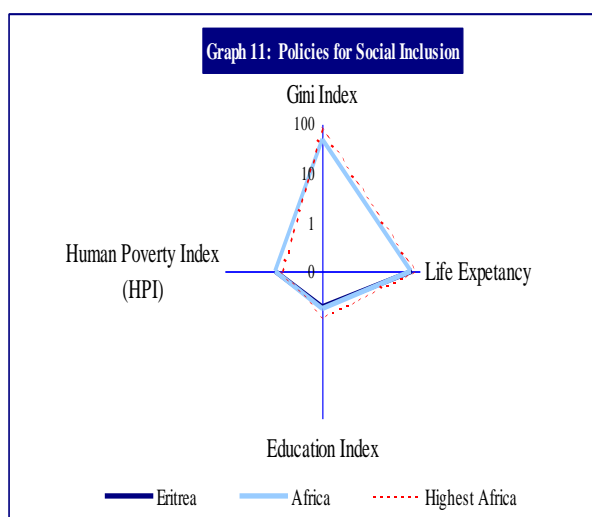 Graph 11: Policies for Social Inclusion
Gini Index
100
10
1
0
Human Poverty Index
(HPI)
Life Expetancy
Education Index
Eritrea Africa Highest Africa